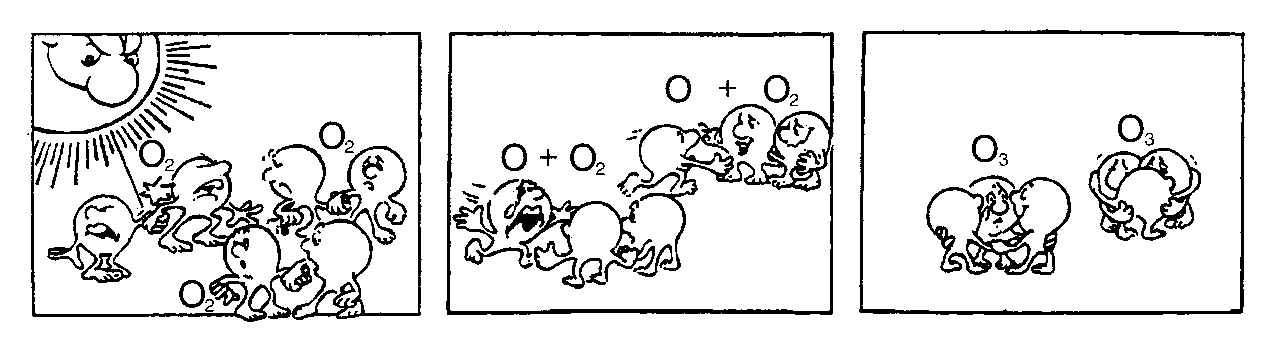 O₂
O₂
O₂
O + O₂
O + O₂
O₃
O₃